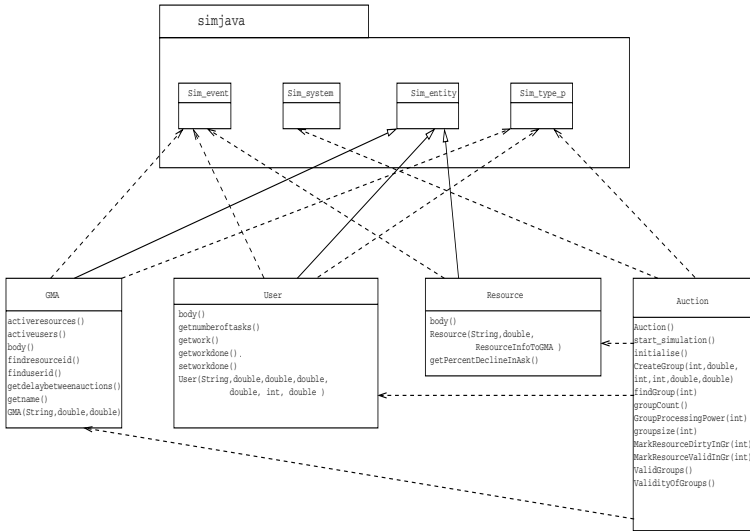 simjava
Sim_event
Sim_system
Sim_entity
Sim_type_p
GMA
activeresources()
activeusers()
body()
findresourceid()
finduserid()
getdelaybetweenauctions()
getname()
GMA(String,double,double)
User
body()
getnumberoftasks()
getwork()
getworkdone().
setworkdone()
User(String,double,double,double,
double, int, double )
Resource
body()
Resource(String,double,
ResourceInfoToGMA )
getPercentDeclineInAsk()
Auction
Auction()
start_simulation()
initialise()
CreateGroup(int,double,
int,int,double,double)
findGroup(int)
groupCount()
GroupProcessingPower(int)
groupsize(int)
MarkResourceDirtyInGr(int)
MarkResourceValidInGr(int)
ValidGroups()
ValidityOfGroups()